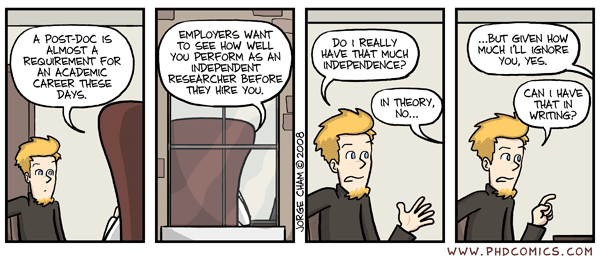 A POST-DOC IS
ALMOST A
REQUIREMENT FOR
AN ACADEMIC
CAREER THESE
DAYS.
EMPLOYERS WANT
TO SEE HOW WELL
YOU PERFORM AS AN
INDEPENDENT
RESEARCHER BEFORE
THEY HIRE YOU.
JORGE CHAM © 2008
DO I REALLY
HAVE THAT MUCH
INDEPENDENCE?
IN THEORY,
NO...
...BUT GIVEN HOW
MUCH I'LL IGNORE
YOU, YES.
CAN I HAVE
THAT IN
WRITING?
WWW.PHDCOMICS.COM